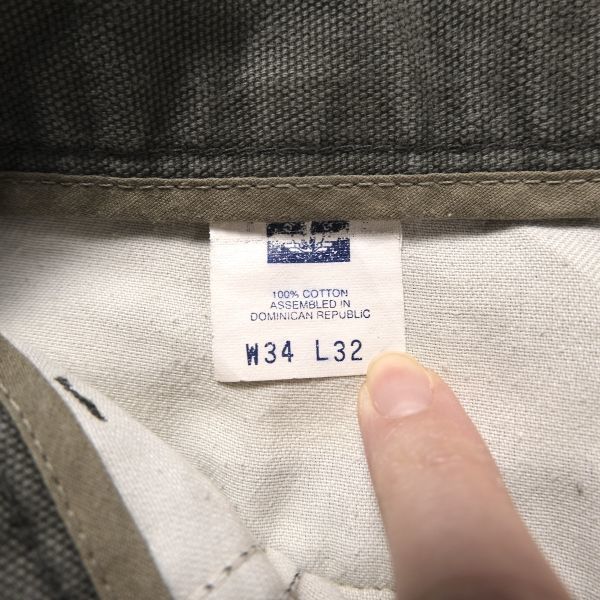 100% COTTON
ASSEMBLED IN
DOMINICAN REPUBLIC
W34 L32